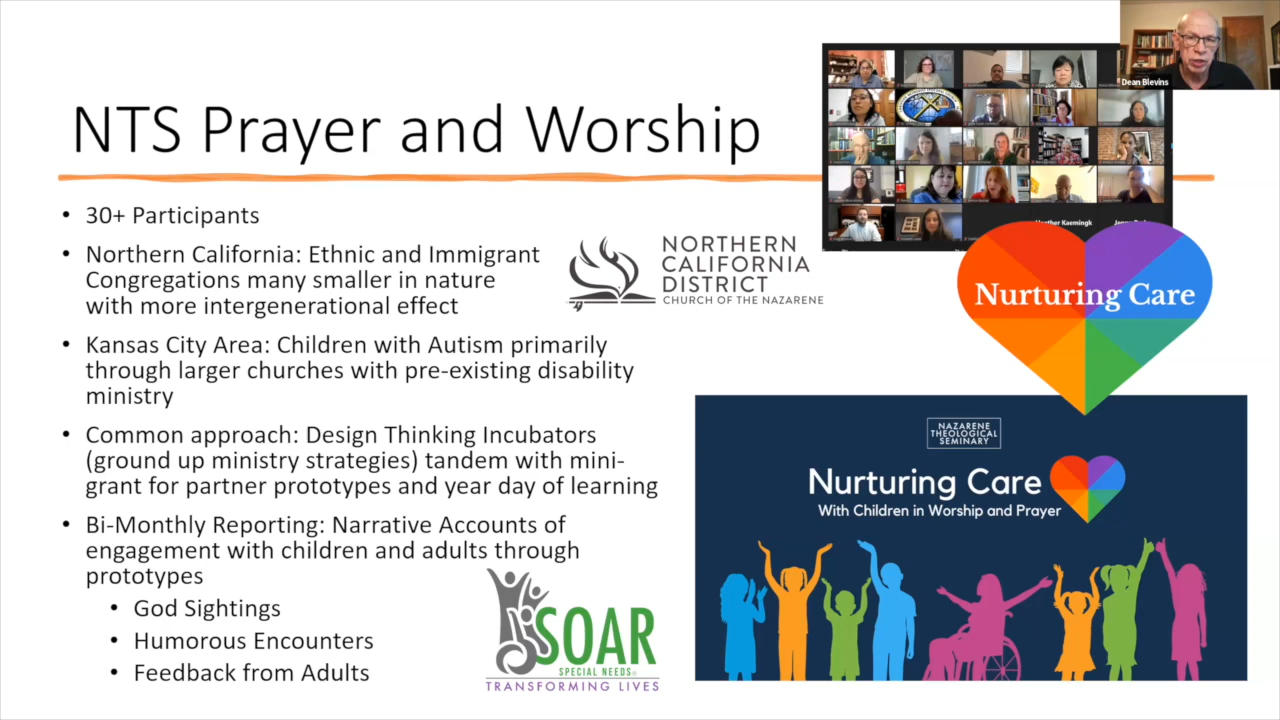 NTS Prayer and Worship
• 30+ Participants
• Northern California: Ethnic and Immigrant
Congregations many smaller in nature
with more intergenerational effect
• Kansas City Area: Children with Autism primarily
through larger churches with pre-existing disability
ministry
• Common approach: Design Thinking Incubators
(ground up ministry strategies) tandem with mini-
grant for partner prototypes and year day of learning
• Bi-Monthly Reporting: Narrative Accounts of
engagement with children and adults through
prototypes
• God Sightings
• Humorous Encounters
• Feedback from Adults
NORTHERN
CALIFORNIA
DISTRICT
CHURCH OF THE NAZARENE
SOAR
SPECIAL NEEDS
TRANSFORMING LIVES
Dean Blevins
Heather Kaemingk
Nurturing Care
NAZARENE
THEOLOGICAL
SEMINARY
Nurturing Care
With Children in Worship and Prayer